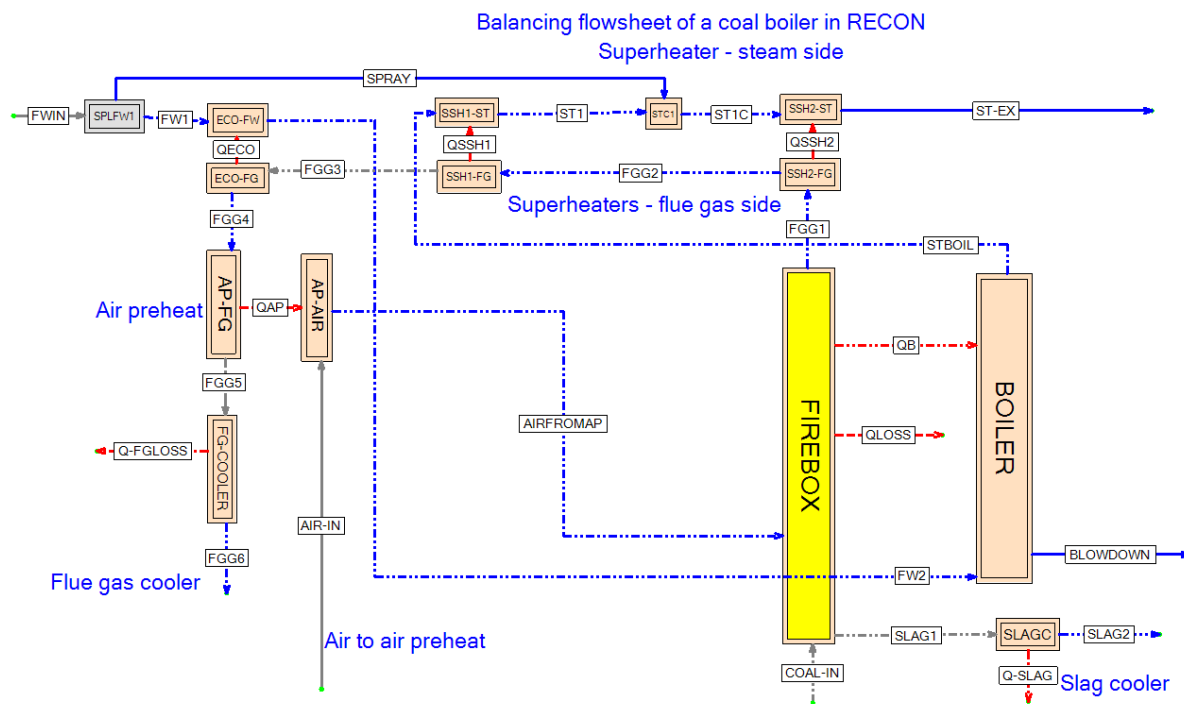 Balancing flowsheet of a coal boiler in RECON
Superheater - steam side
SPRAY
FWIN
SPLFW1
FW1
ECO-FW
SSH1-ST
ST1
STC1
ST1C
SSH2-ST
ST-EX
QECO
QSSH1
QSSH2
ECO-FG
FGG3
SSH1-FG
FGG2
SSH2-FG
FGG4
Superheaters - flue gas side
FGG1
STBOIL
Air preheat
AP-FG
QAP
AP-AIR
QB
FGG5
FIREBOX
BOILER
AIRFROMAP
QLOSS
Q-FGLOSS
FG-COOLER
AIR-IN
FGG6
BLOWDOWN
Flue gas cooler
FW2
Air to air preheat
SLAG1
SLAGC
SLAG2
COAL-IN
Q-SLAG
Slag cooler